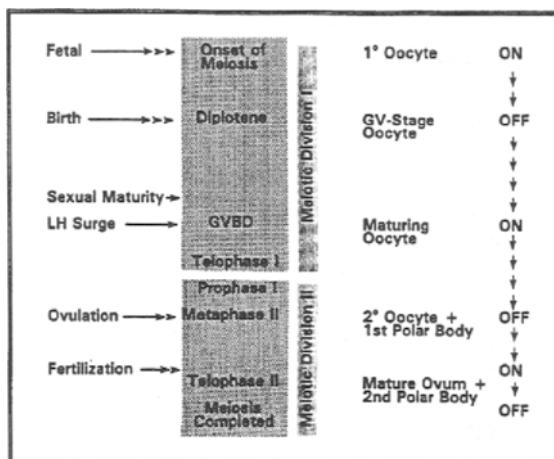 Fetal Onset of Meiosis 1° Oocyte ON
Birth Diplotene GV-Stage Oocyte OFF
Meiotic Division I
Sexual Maturity
LH Surge GVBD Maturing Oocyte ON
Telophase I
Prophase I
Ovulation Metaphase II 2° Oocyte + 1st Polar Body OFF
Meiotic Division II
Fertilization ON
Telophase II Mature Ovum + 2nd Polar Body
Meiosis Completed OFF